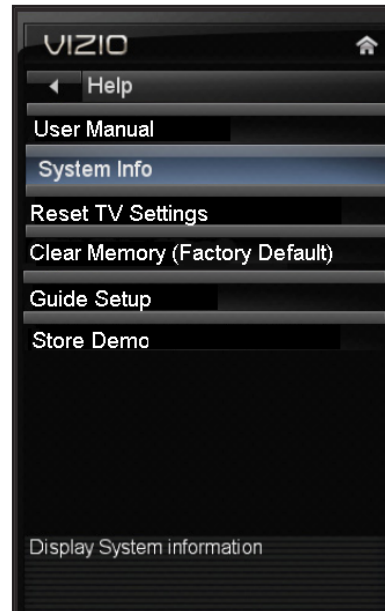 VIZIO
Help
User Manual
System Info
Reset TV Settings
Clear Memory (Factory Default)
Guide Setup
Store Demo
Display System information